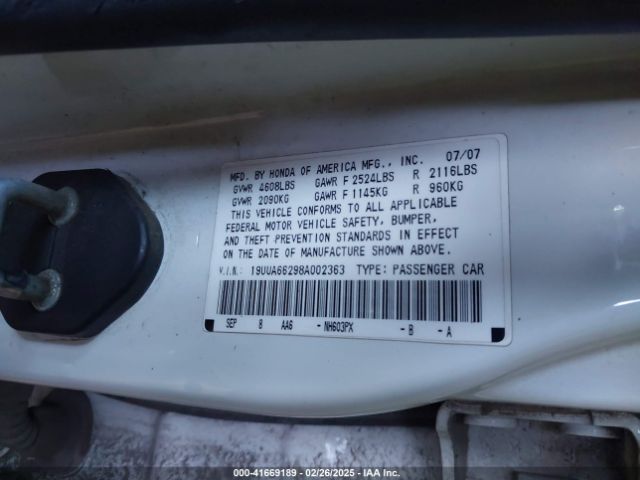 MFD. BY HONDA OF AMERICA MFG., INC. 07/07
GVWR 4608LBS GAWR F 2524LBS R 2116LBS
GVWR 2090KG GAWR F 1145KG R 960KG
THIS VEHICLE CONFORMS TO ALL APPLICABLE
FEDERAL MOTOR VEHICLE SAFETY, BUMPER,
AND THEFT PREVENTION STANDARDS IN EFFECT
ON THE DATE OF MANUFACTURE SHOWN ABOVE.
V.I.N.: 19UUA66298A002363 TYPE: PASSENGER CAR
SEP 8 AA6 -NH603PX -B -A
000-41669189 - 02/26/2025 - IAA Inc.